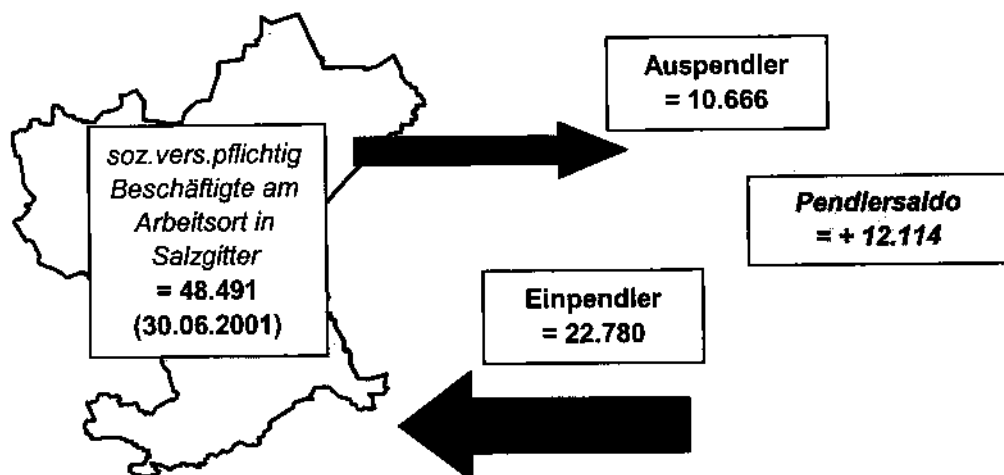 soz.vers.pflichtig
Beschäftigte am
Arbeitsort in
Salzgitter
= 48.491
(30.06.2001)
Auspendler
= 10.666
Pendlersaldo
= + 12.114
Einpendler
= 22.780